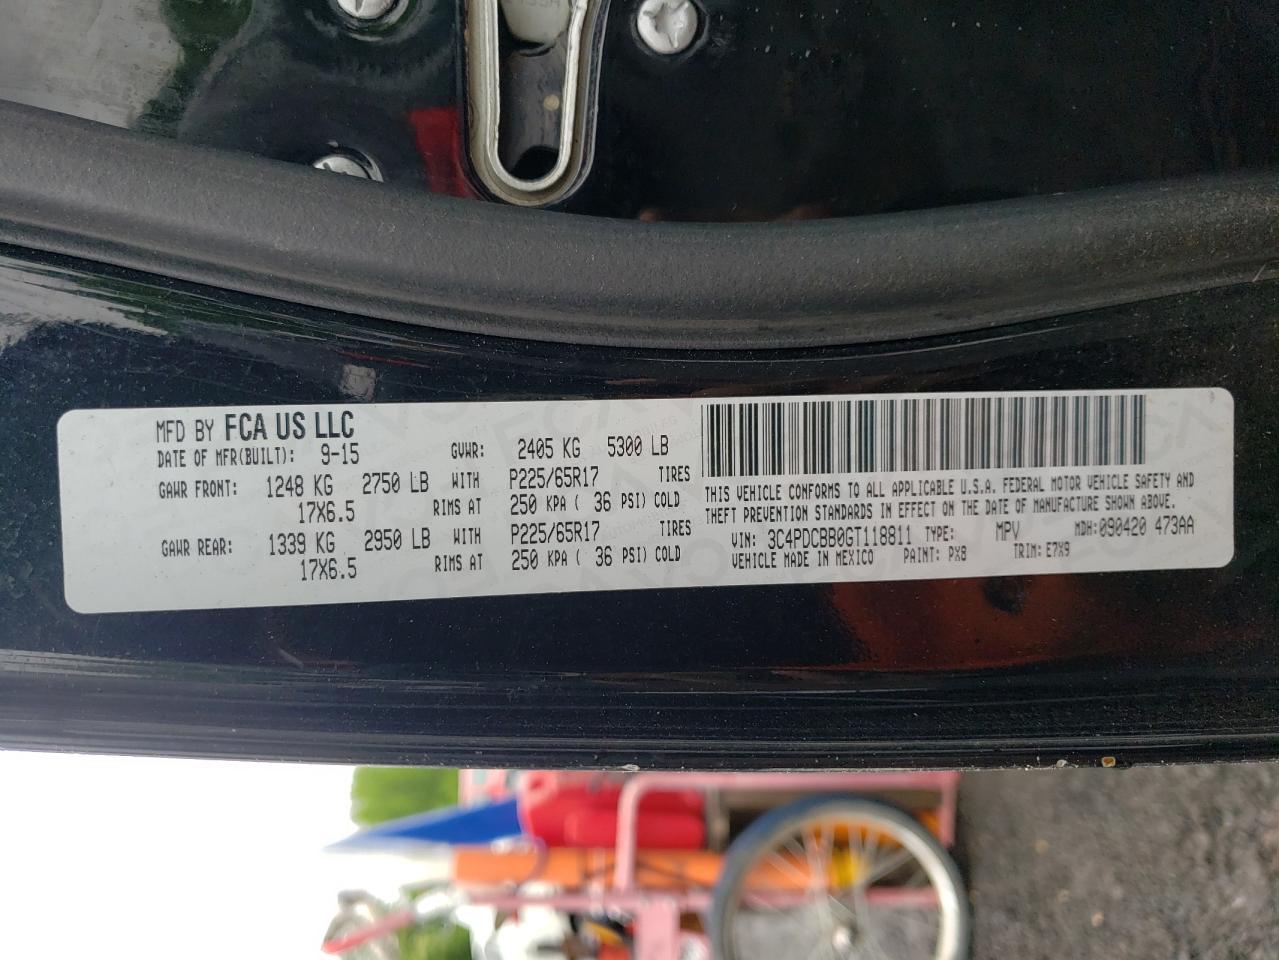 MFD BY FCA US LLC
DATE OF MFR(BUILT): 9-15 GVWR: 2405 KG 5300 LB
GAWR FRONT: 1248 KG 2750 LB WITH P225/65R17 TIRES
17X6.5 RIMS AT 250 KPA ( 36 PSI) COLD
GAWR REAR: 1339 KG 2950 LB WITH P225/65R17 TIRES
17X6.5 RIMS AT 250 KPA ( 36 PSI) COLD
THIS VEHICLE CONFORMS TO ALL APPLICABLE U.S.A. FEDERAL MOTOR VEHICLE SAFETY AND
THEFT PREVENTION STANDARDS IN EFFECT ON THE DATE OF MANUFACTURE SHOWN ABOVE.
VIN: 3C4PDCBB0GT118811 TYPE: MPV MDH:090420 473AA
VEHICLE MADE IN MEXICO PAINT: PX8 TRIM: E7X9